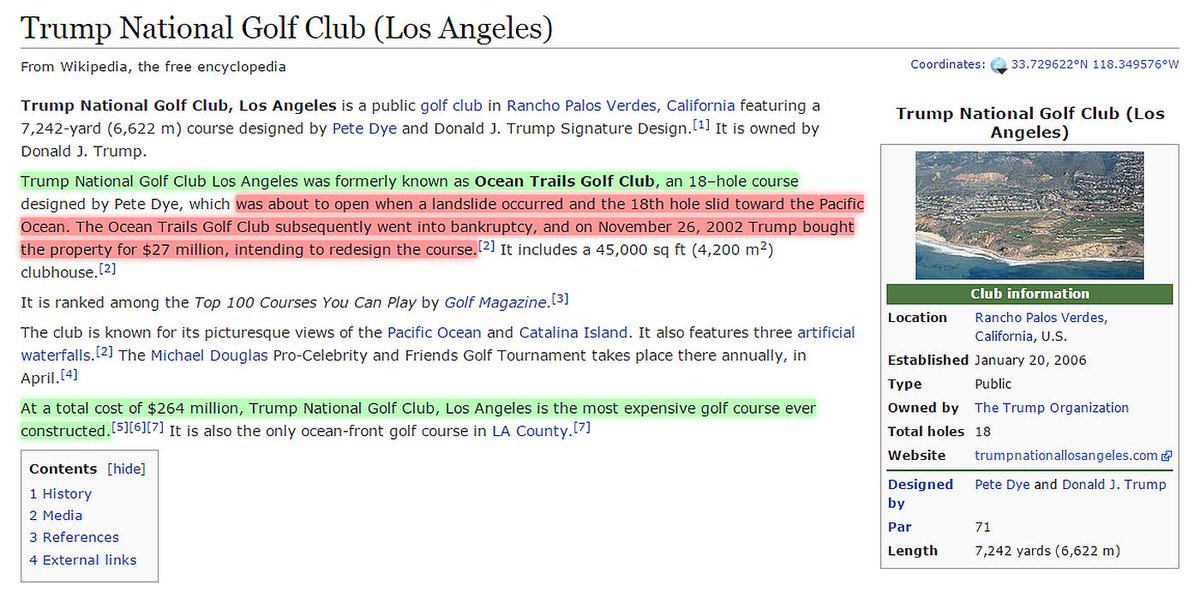 Trump National Golf Club (Los Angeles)
From Wikipedia, the free encyclopedia
Coordinates: 33.729622°N 118.349576°W
Trump National Golf Club, Los Angeles is a public golf club in Rancho Palos Verdes, California featuring a
7,242-yard (6,622 m) course designed by Pete Dye and Donald J. Trump Signature Design.[1] It is owned by
Donald J. Trump.
Trump National Golf Club Los Angeles was formerly known as Ocean Trails Golf Club, an 18–hole course
designed by Pete Dye, which was about to open when a landslide occurred and the 18th hole slid toward the Pacific
Ocean. The Ocean Trails Golf Club subsequently went into bankruptcy, and on November 26, 2002 Trump bought
the property for $27 million, intending to redesign the course.[2] It includes a 45,000 sq ft (4,200 m2)
clubhouse.[2]
It is ranked among the Top 100 Courses You Can Play by Golf Magazine.[3]
The club is known for its picturesque views of the Pacific Ocean and Catalina Island. It also features three artificial
waterfalls.[2] The Michael Douglas Pro-Celebrity and Friends Golf Tournament takes place there annually, in
April.[4]
At a total cost of $264 million, Trump National Golf Club, Los Angeles is the most expensive golf course ever
constructed.[5][6][7] It is also the only ocean-front golf course in LA County.[7]
Contents [hide]
1 History
2 Media
3 References
4 External links
Trump National Golf Club (Los
Angeles)
Club information
Location Rancho Palos Verdes,
California, U.S.
Established January 20, 2006
Type Public
Owned by The Trump Organization
Total holes 18
Website trumpnationallosangeles.com
Designed Pete Dye and Donald J. Trump
by
Par 71
Length 7,242 yards (6,622 m)